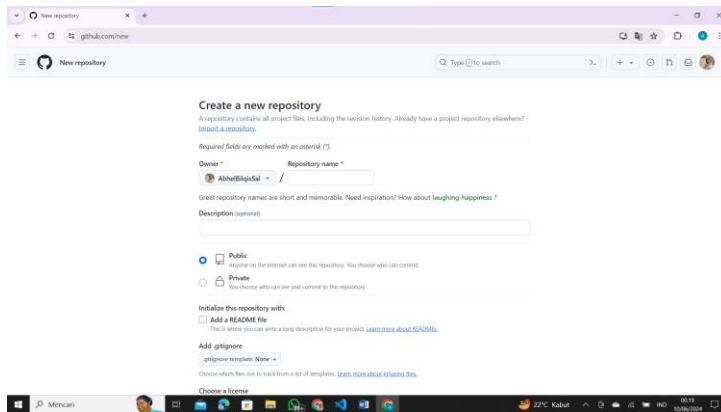 New repository
github.com/new
New repository
Type / to search
Create a new repository
A repository contains all project files, including the revision history. Already have a project repository elsewhere?
Import a repository.
Required fields are marked with an asterisk (*).
Owner * Repository name *
AbhelBilqisSal /
Great repository names are short and memorable. Need inspiration? How about laughing-happiness ?
Description (optional)
Public
Anyone on the internet can see this repository. You choose who can commit.
Private
You choose who can see and commit to this repository.
Initialize this repository with:
Add a README file
This is where you can write a long description for your project. Learn more about READMEs.
Add .gitignore
.gitignore template: None
Choose which files not to track from a list of templates. Learn more about ignoring files.
Choose a license
Mencari
22°C Kabut
IND
00.19
10/06/2024